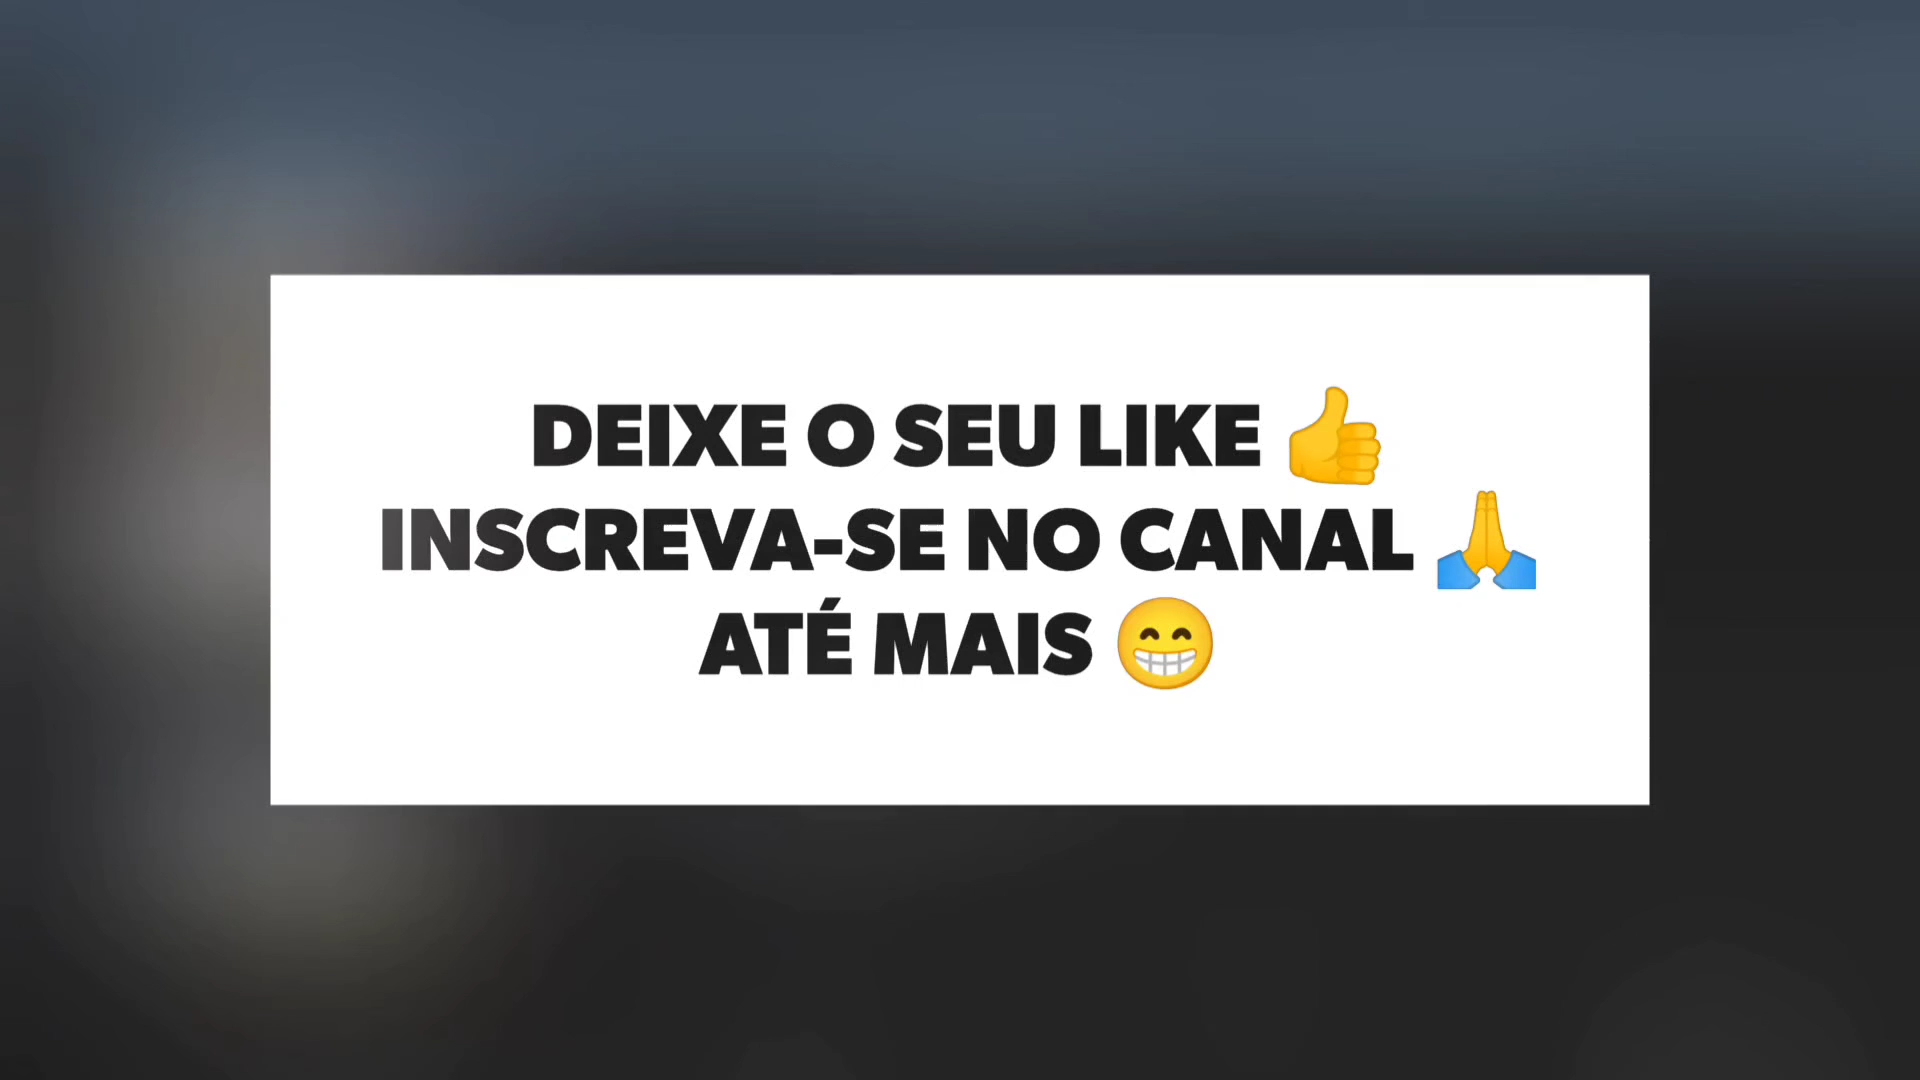 DEIXE O SEU LIKE 👍
INSCREVA-SE NO CANAL 🙏
ATÉ MAIS 😁